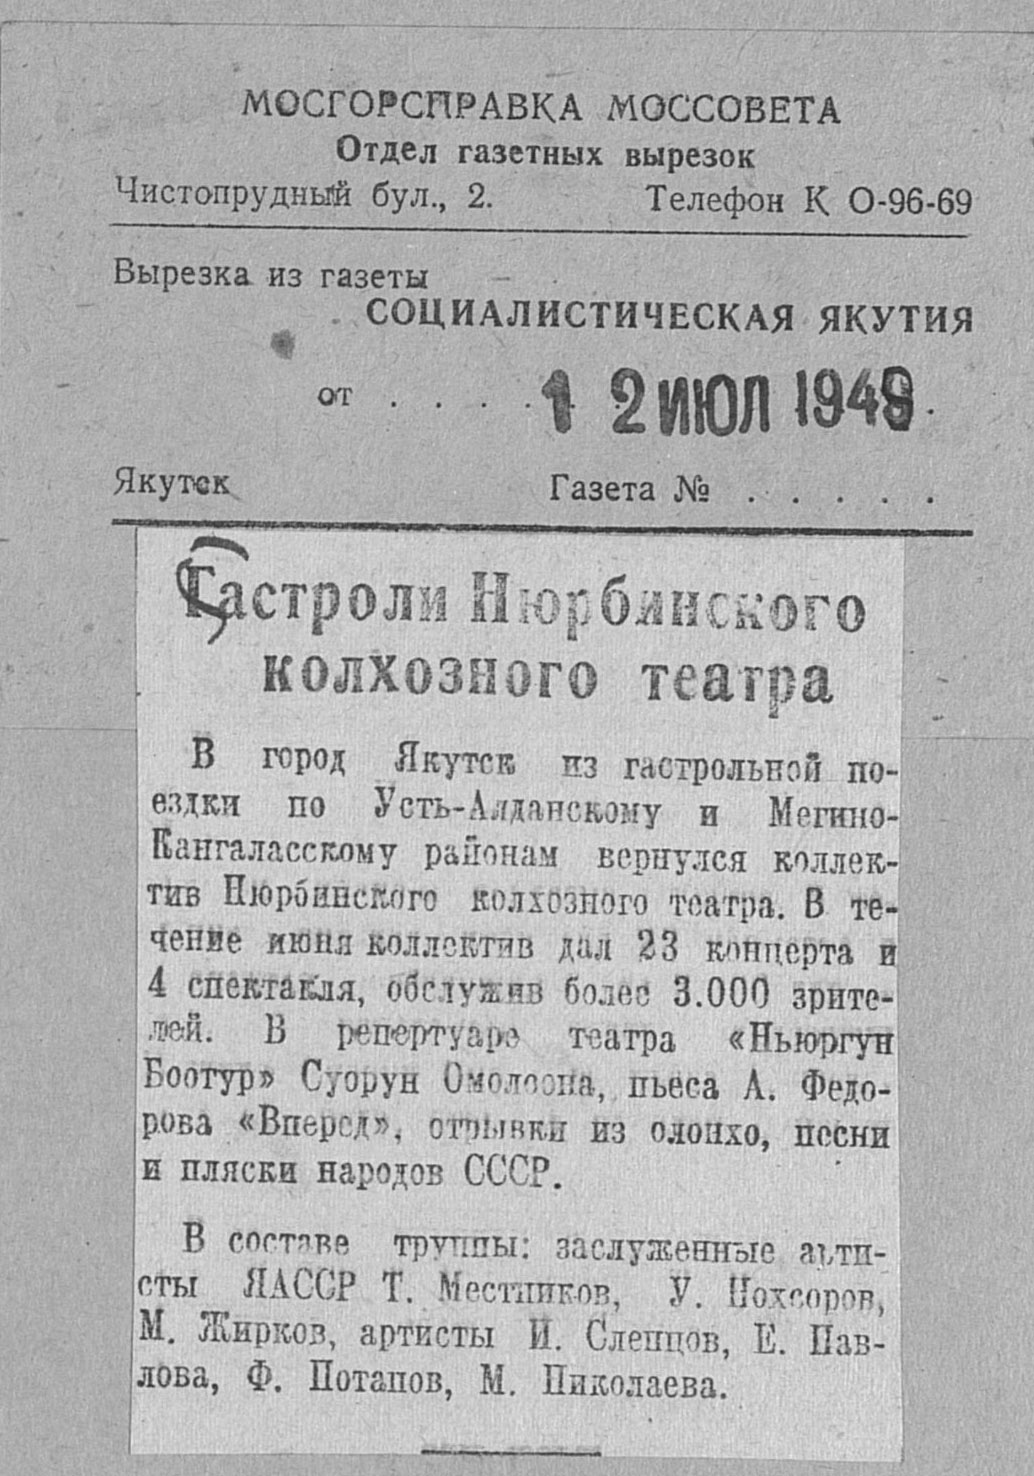 МОСГОРСПРАВКА МОССОВЕТА
Отдел газетных вырезок
Чистопрудный бул., 2. Телефон К 0-96-69
Вырезка из газеты
СОЦИАЛИСТИЧЕСКАЯ ЯКУТИЯ
от . . . . 12 ИЮЛ 1949 .
Якутск Газета № . . . . .
Гастроли Нюрбинского
колхозного театра
В город Якутск из гастрольной по-
ездки по Усть-Алданскому и Мегино-
Кангаласскому районам вернулся коллек-
тив Нюрбинского колхозного театра. В те-
чение июня коллектив дал 23 концерта и
4 спектакля, обслужив более 3.000 зрите-
лей. В репертуаре театра «Ньюргун
Боотур» Суорун Омолоона, пьеса А. Федо-
рова «Вперед», отрывки из олонхо, песни
и пляски народов СССР.
В составе труппы: заслуженные арти-
сты ЯАССР Т. Местников, У. Нохсоров,
М. Жирков, артисты И. Слепцов, Е. Пав-
лова, Ф. Потапов, М. Николаева.